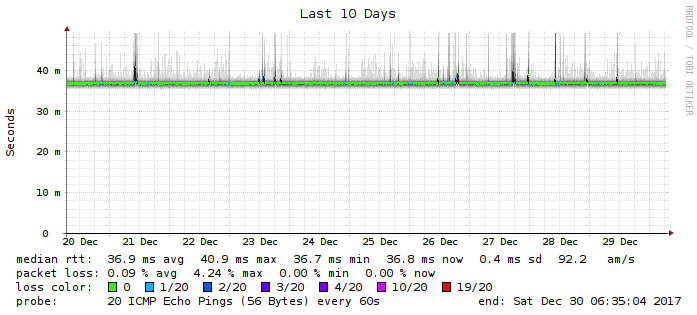 Last 10 Days
RRDTOOL / TOBI OETIKER
Seconds
40 m
30 m
20 m
10 m
0
20 Dec 21 Dec 22 Dec 23 Dec 24 Dec 25 Dec 26 Dec 27 Dec 28 Dec 29 Dec
median rtt: 36.9 ms avg 40.9 ms max 36.7 ms min 36.8 ms now 0.4 ms sd 92.2 am/s
packet loss: 0.09 % avg 4.24 % max 0.00 % min 0.00 % now
loss color: 0 1/20 2/20 3/20 4/20 10/20 19/20
probe: 20 ICMP Echo Pings (56 Bytes) every 60s end: Sat Dec 30 06:35:04 2017